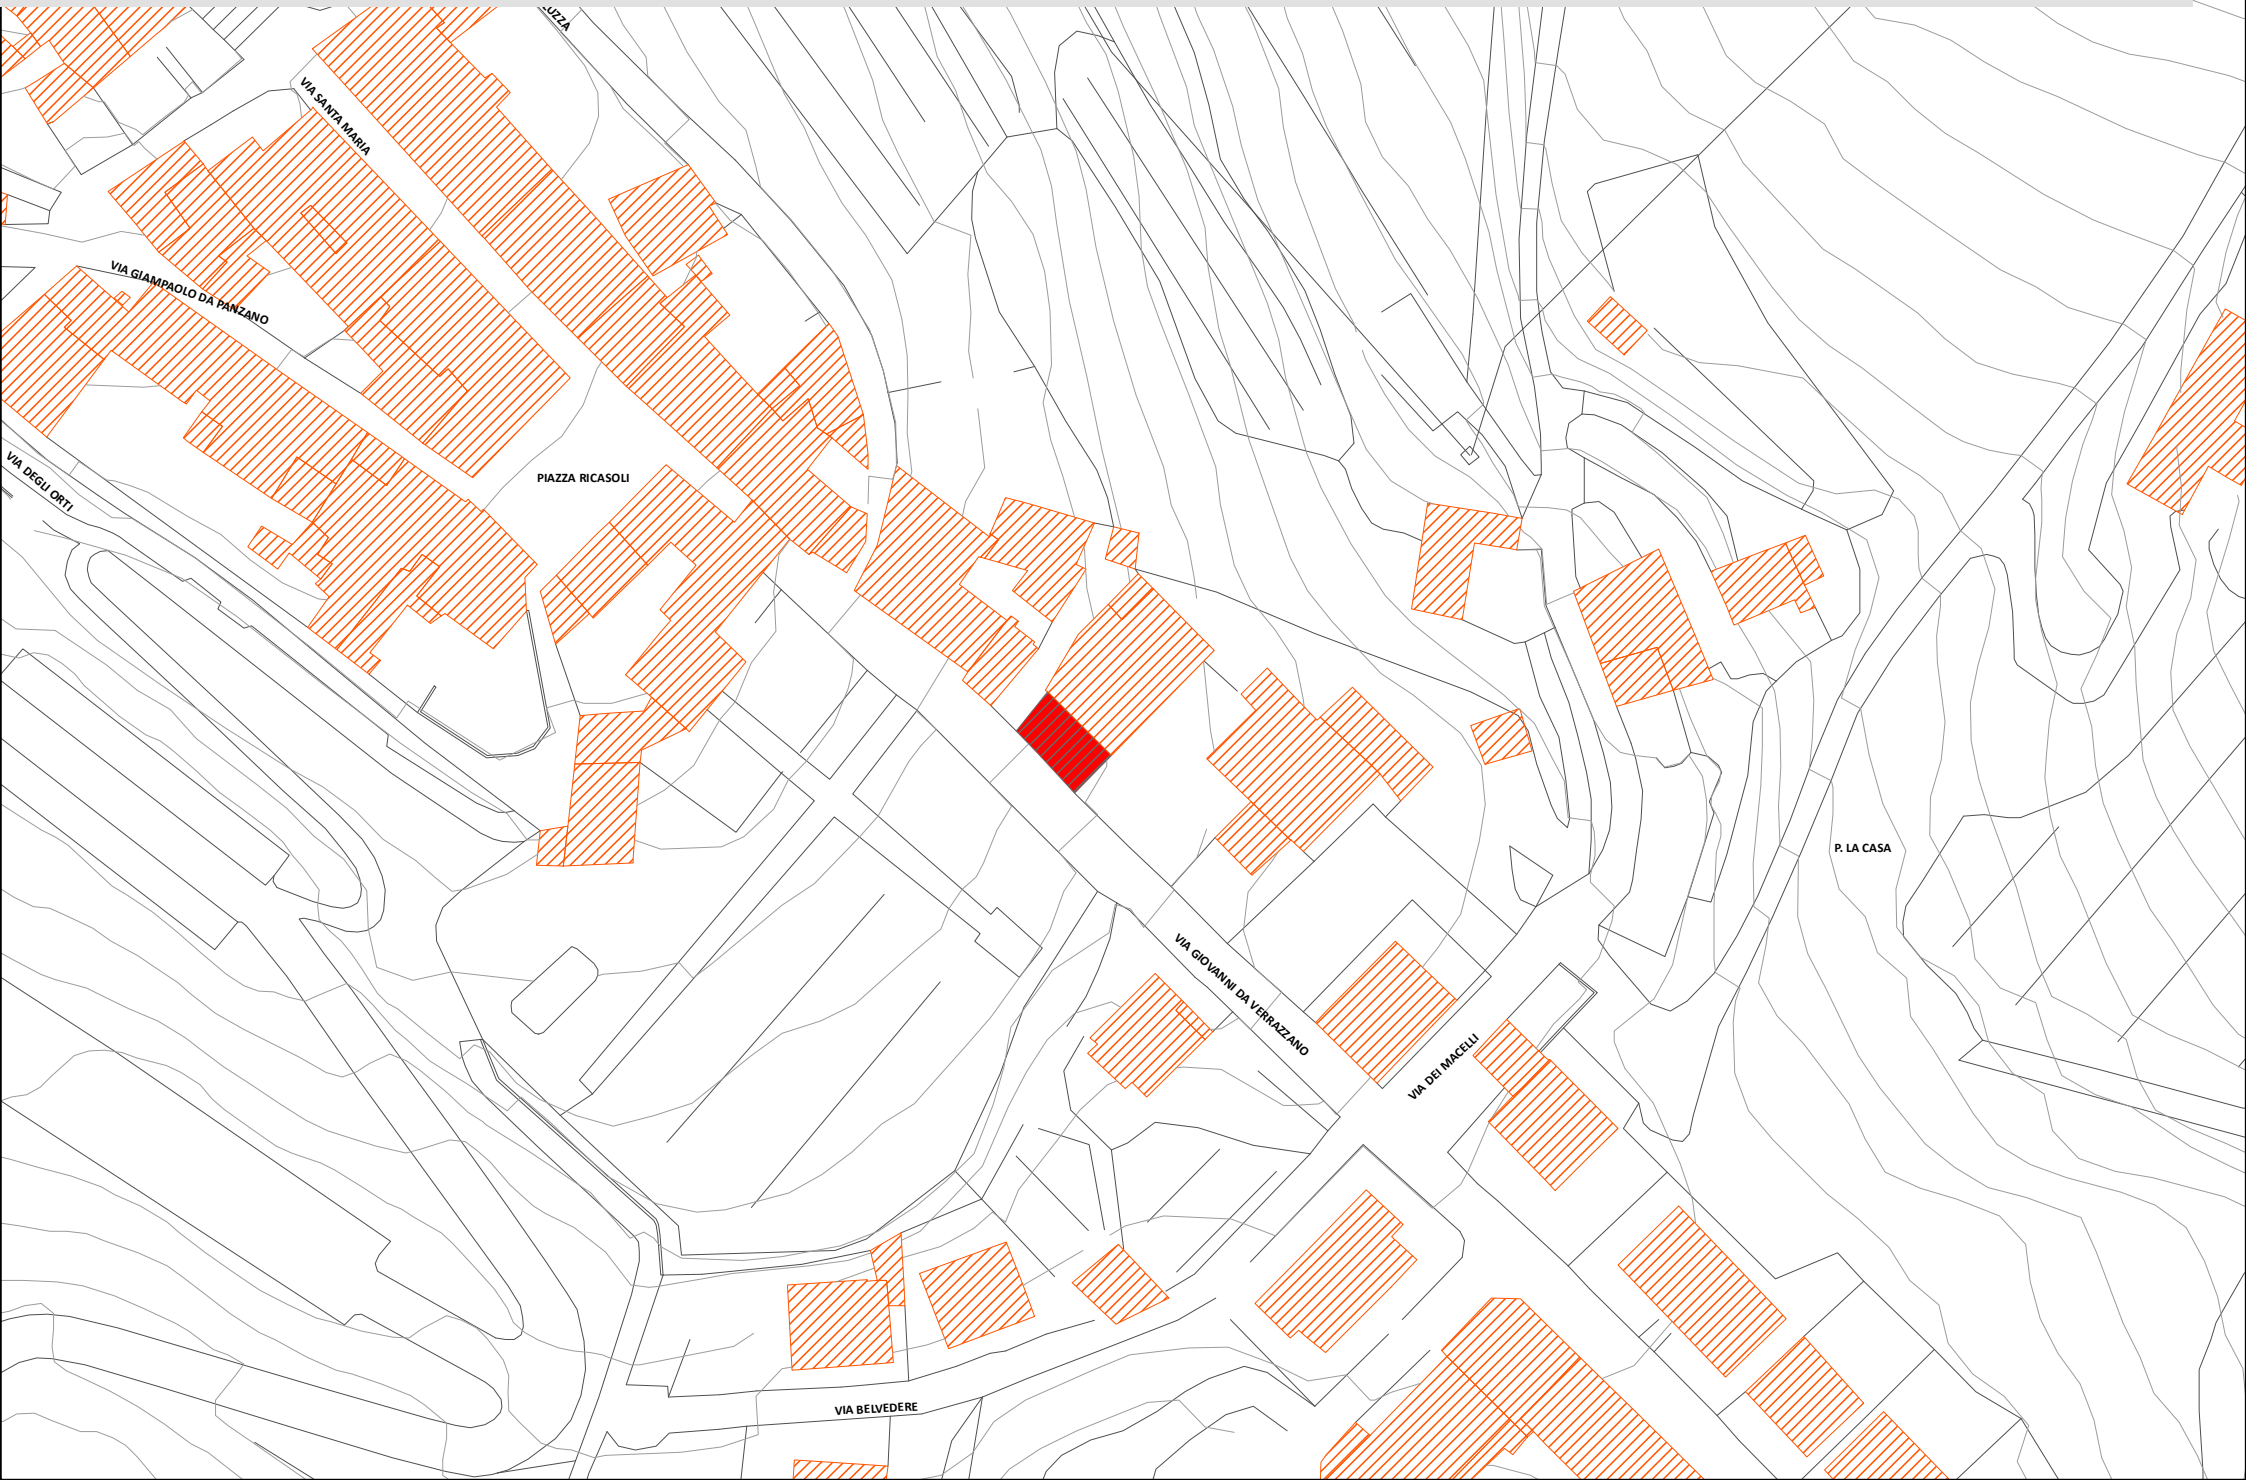 VIA SANTA MARIA
VIA GIAMPAOLO DA PANZANO
VIA DEGLI ORTI
PIAZZA RICASOLI
P. LA CASA
VIA GIOVANNI DA VERRAZZANO
VIA DEI MACELLI
VIA BELVEDERE